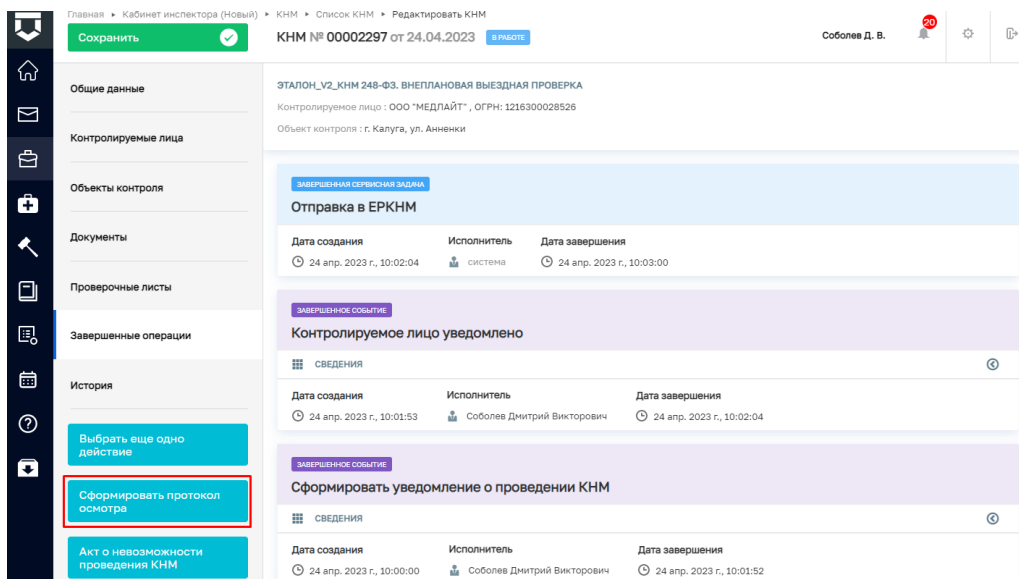 Главная ▸ Кабинет инспектора (Новый) ▸ КНМ ▸ Список КНМ ▸ Редактировать КНМ
Сохранить
КНМ № 00002297 от 24.04.2023 В РАБОТЕ
Соболев Д. В.
20
Общие данные
Контролируемые лица
Объекты контроля
Документы
Проверочные листы
Завершенные операции
История
Выбрать еще одно
действие
Сформировать протокол
осмотра
Акт о невозможности
проведения КНМ
ЭТАЛОН_V2_КНМ 248-ФЗ. ВНЕПЛАНОВАЯ ВЫЕЗДНАЯ ПРОВЕРКА
Контролируемое лицо : ООО "МЕДЛАЙТ" , ОГРН: 1216300028526
Объект контроля : г. Калуга, ул. Анненки
ЗАВЕРШЕННАЯ СЕРВИСНАЯ ЗАДАЧА
Отправка в ЕРКНМ
Дата создания Исполнитель Дата завершения
24 апр. 2023 г., 10:02:04 система 24 апр. 2023 г., 10:03:00
ЗАВЕРШЕННОЕ СОБЫТИЕ
Контролируемое лицо уведомлено
СВЕДЕНИЯ
Дата создания Исполнитель Дата завершения
24 апр. 2023 г., 10:01:53 Соболев Дмитрий Викторович 24 апр. 2023 г., 10:02:04
ЗАВЕРШЕННОЕ СОБЫТИЕ
Сформировать уведомление о проведении КНМ
СВЕДЕНИЯ
Дата создания Исполнитель Дата завершения
24 апр. 2023 г., 10:00:00 Соболев Дмитрий Викторович 24 апр. 2023 г., 10:01:52